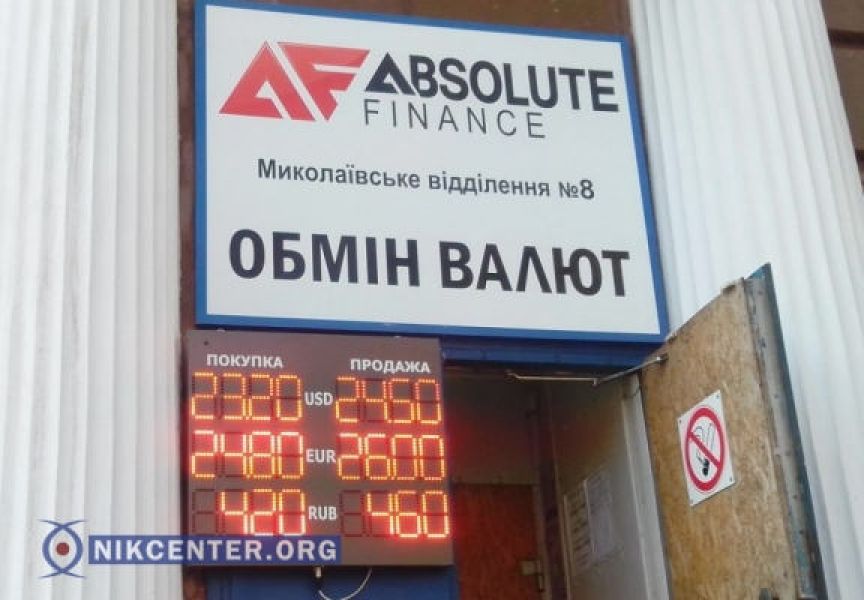 ABSOLUTE
FINANCE
Миколаївське відділення №8
ОБМІН ВАЛЮТ
ПОКУПКА ПРОДАЖА
2320 USD 2450
2480 EUR 2600
420 RUB 460
NIKCENTER.ORG